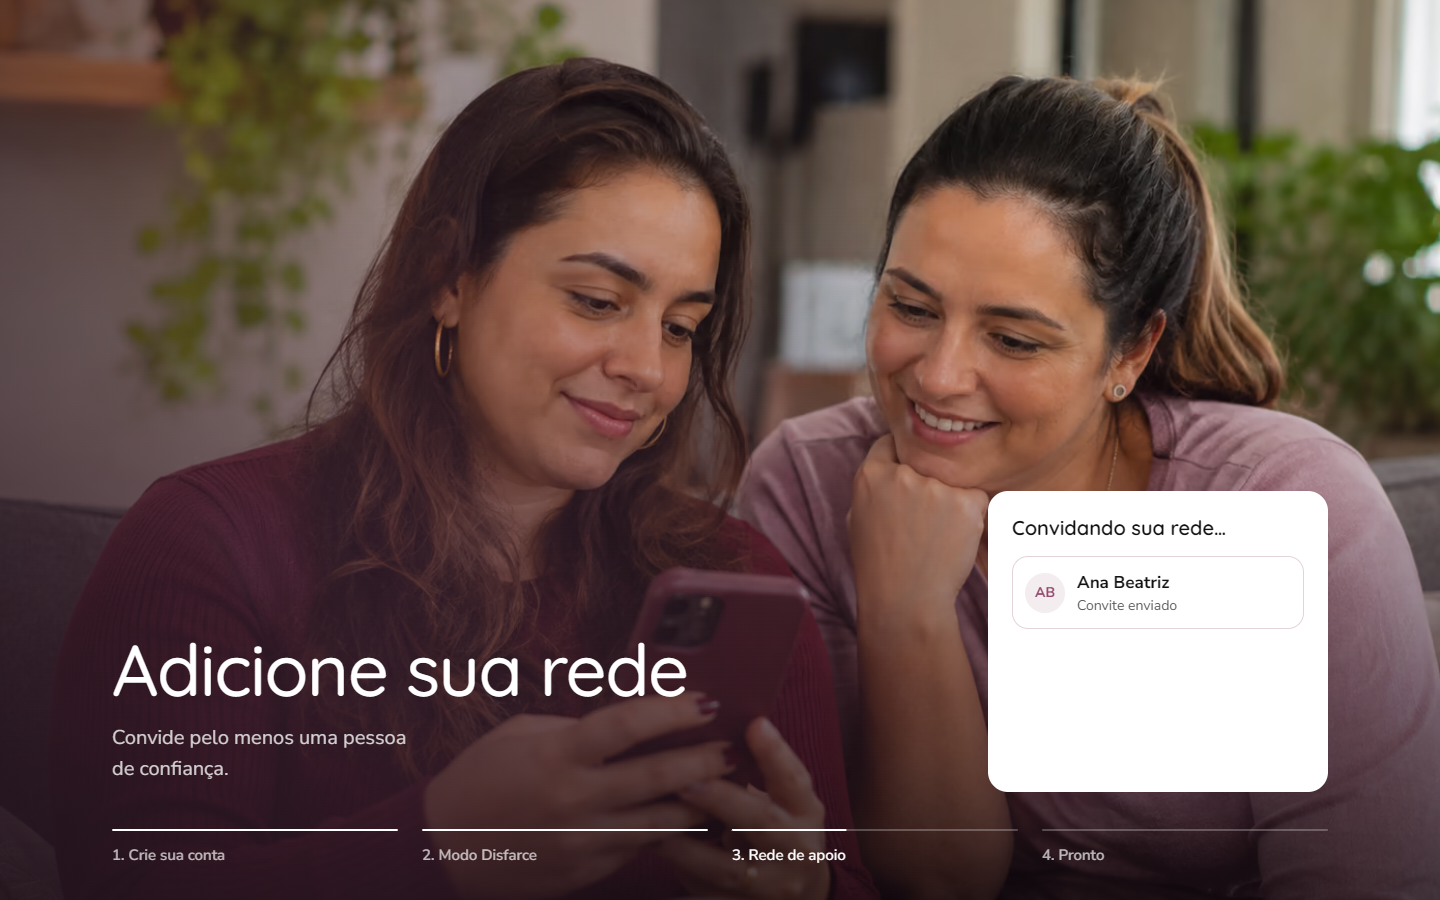 Convidando sua rede...
AB
Ana Beatriz
Convite enviado
Adicione sua rede
Convide pelo menos uma pessoa
de confiança.
1. Crie sua conta
2. Modo Disfarce
3. Rede de apoio
4. Pronto